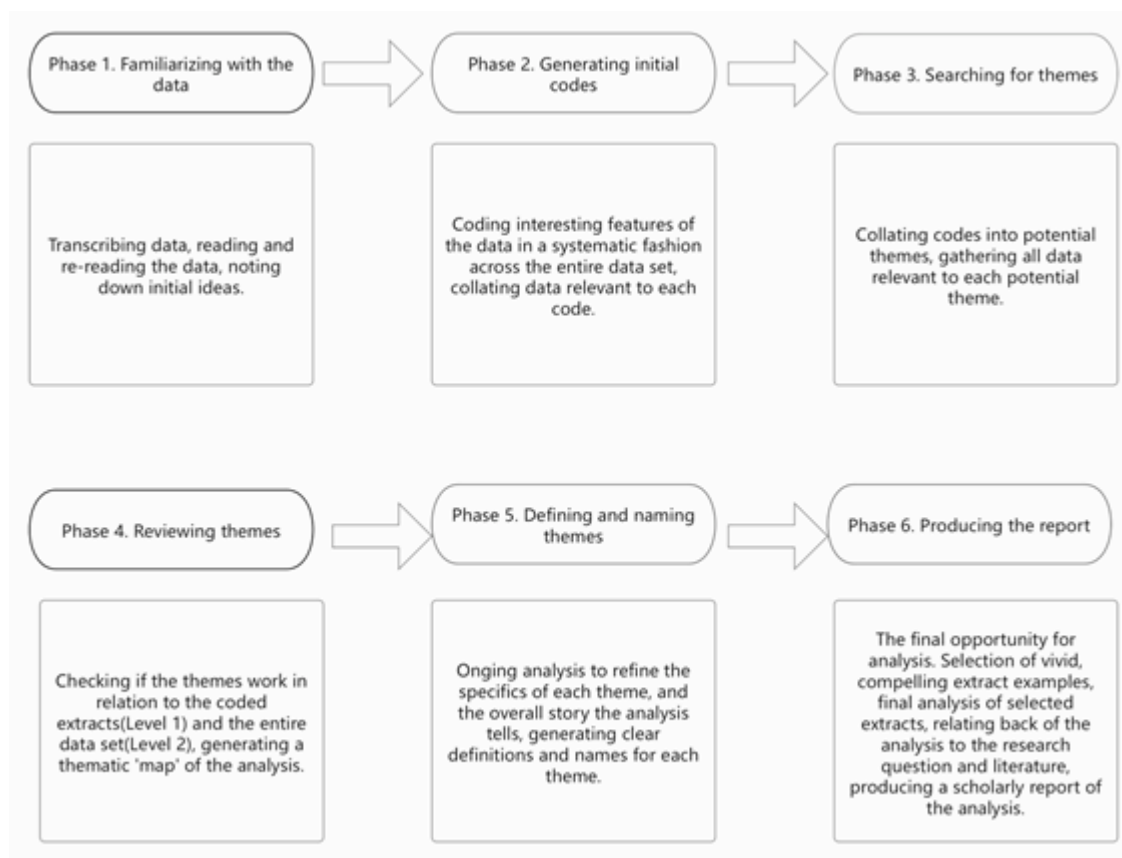 Phase 1. Familiarizing with the
data
Phase 2. Generating initial
codes
Phase 3. Searching for themes
Transcribing data, reading and
re-reading the data, noting
down initial ideas.
Coding interesting features of
the data in a systematic fashion
across the entire data set,
collating data relevant to each
code.
Collating codes into potential
themes, gathering all data
relevant to each potential
theme.
Phase 4. Reviewing themes
Phase 5. Defining and naming
themes
Phase 6. Producing the report
Checking if the themes work in
relation to the coded
extracts(Level 1) and the entire
data set(Level 2), generating a
thematic 'map' of the analysis.
Onging analysis to refine the
specifics of each theme, and
the overall story the analysis
tells, generating clear
definitions and names for each
theme.
The final opportunity for
analysis. Selection of vivid,
compelling extract examples,
final analysis of selected
extracts, relating back of the
analysis to the research
question and literature,
producing a scholarly report of
the analysis.